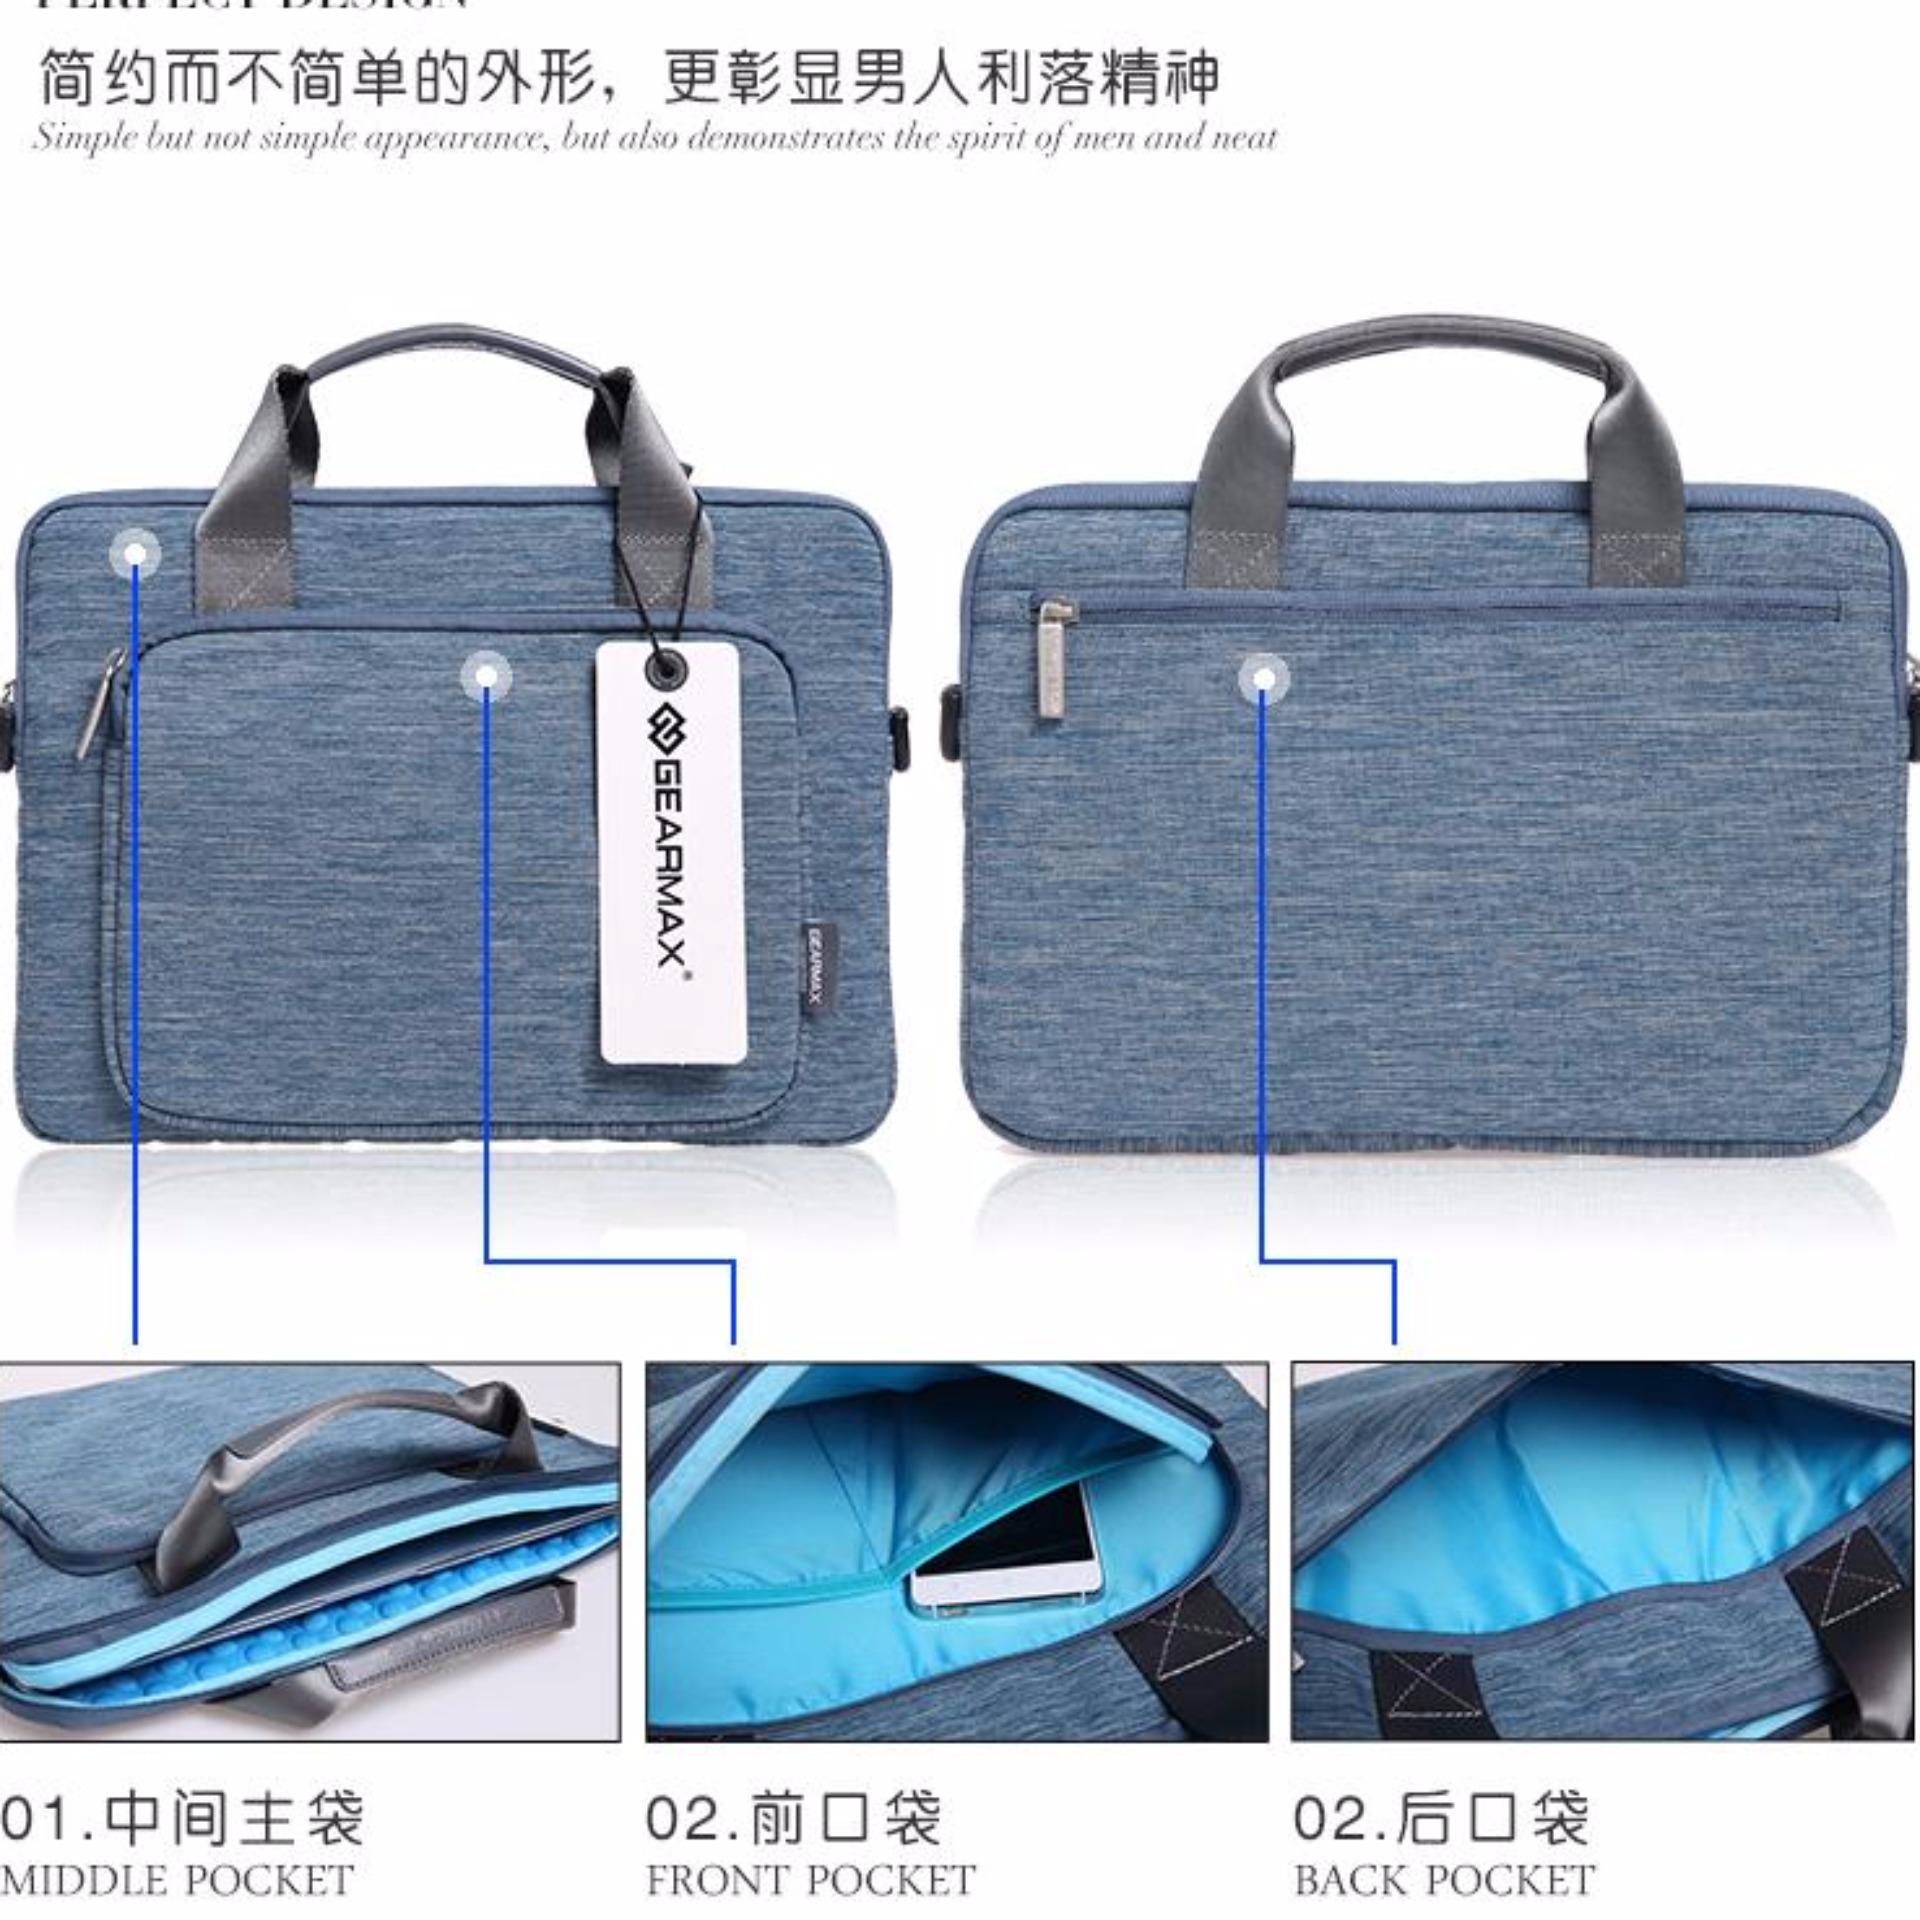 PERFECT DESIGN
简约而不简单的外形，更彰显男人利落精神
Simple but not simple appearance, but also demonstrates the spirit of men and neat
GEARMAX®
GEARMAX
01.中间主袋
MIDDLE POCKET
02.前口袋
FRONT POCKET
02.后口袋
BACK POCKET